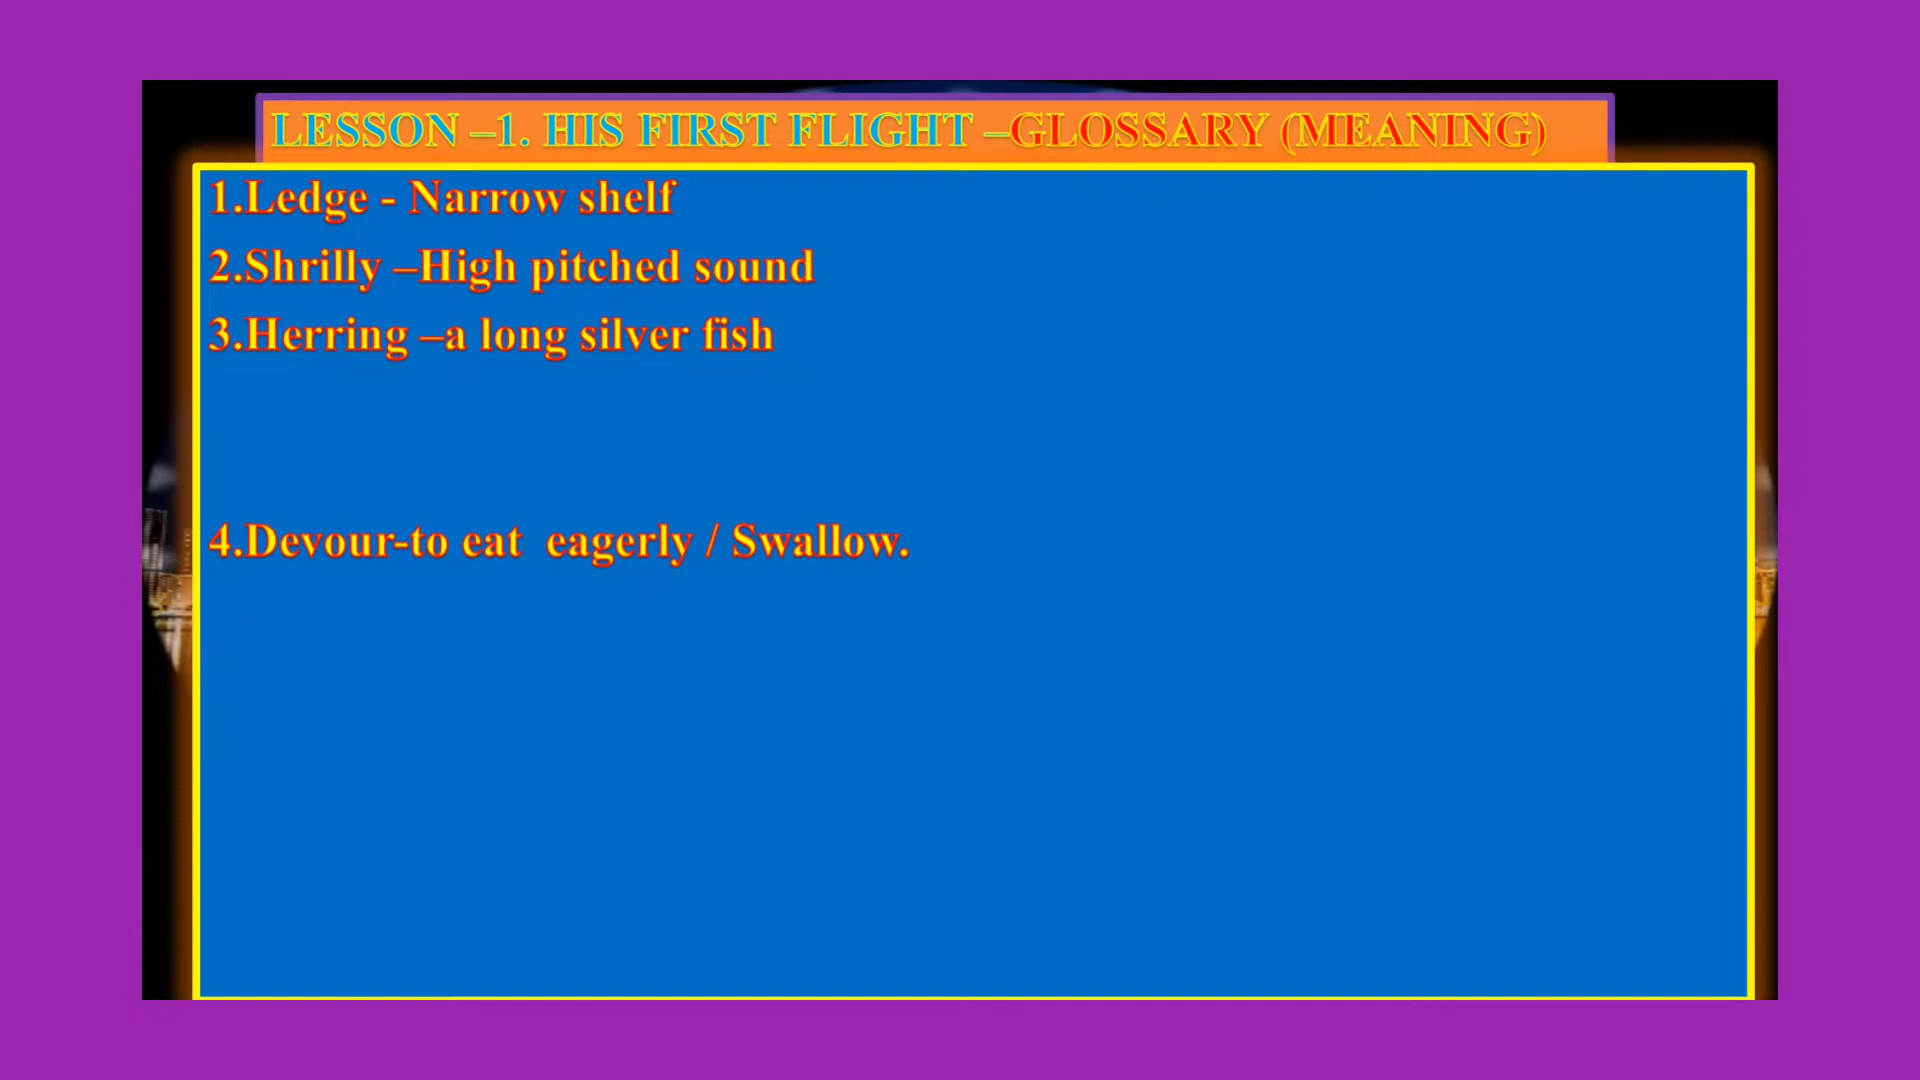 LESSON –1. HIS FIRST FLIGHT –GLOSSARY (MEANING)
1.Ledge - Narrow shelf
2.Shrilly –High pitched sound
3.Herring –a long silver fish
4.Devour-to eat  eagerly / Swallow.